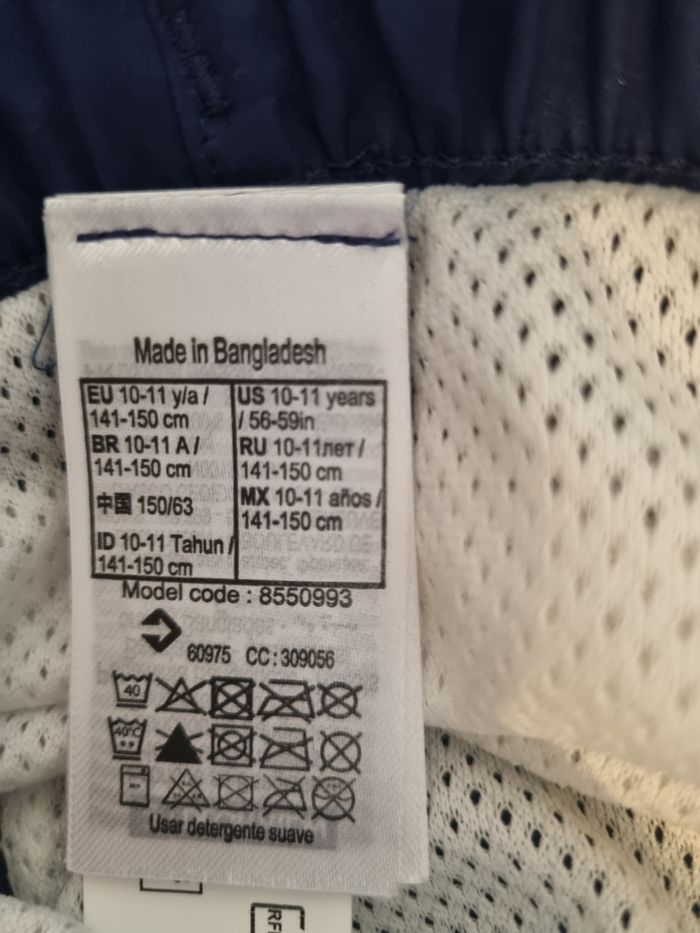 Made in Bangladesh
EU 10-11 y/a /
141-150 cm
BR 10-11 A /
141-150 cm
中国 150/63
ID 10-11 Tahun /
141-150 cm
US 10-11 years
/ 56-59in
RU 10-11лет /
141-150 cm
MX 10-11 años /
141-150 cm
Model code : 8550993
60975 CC : 309056
40
40°C
Usar detergente suave